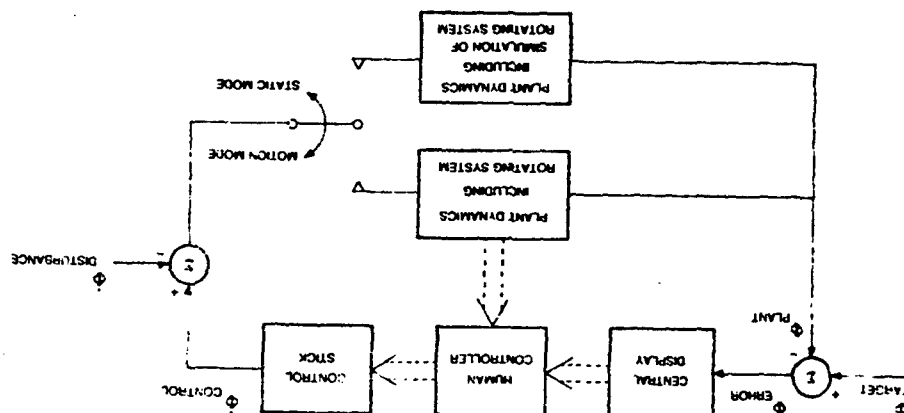 Φ
TARGET
+
Σ
-
Φ
ERROR
CENTRAL
DISPLAY
HUMAN
CONTROLLER
CONTROL
STICK
Φ̇
CONTROL
Φ
PLANT
+
Σ
-
Φ̇
DISTURBANCE
PLANT DYNAMICS
INCLUDING
ROTATING SYSTEM
MOTION MODE
STATIC MODE
PLANT DYNAMICS
INCLUDING
SIMULATION OF
ROTATING SYSTEM